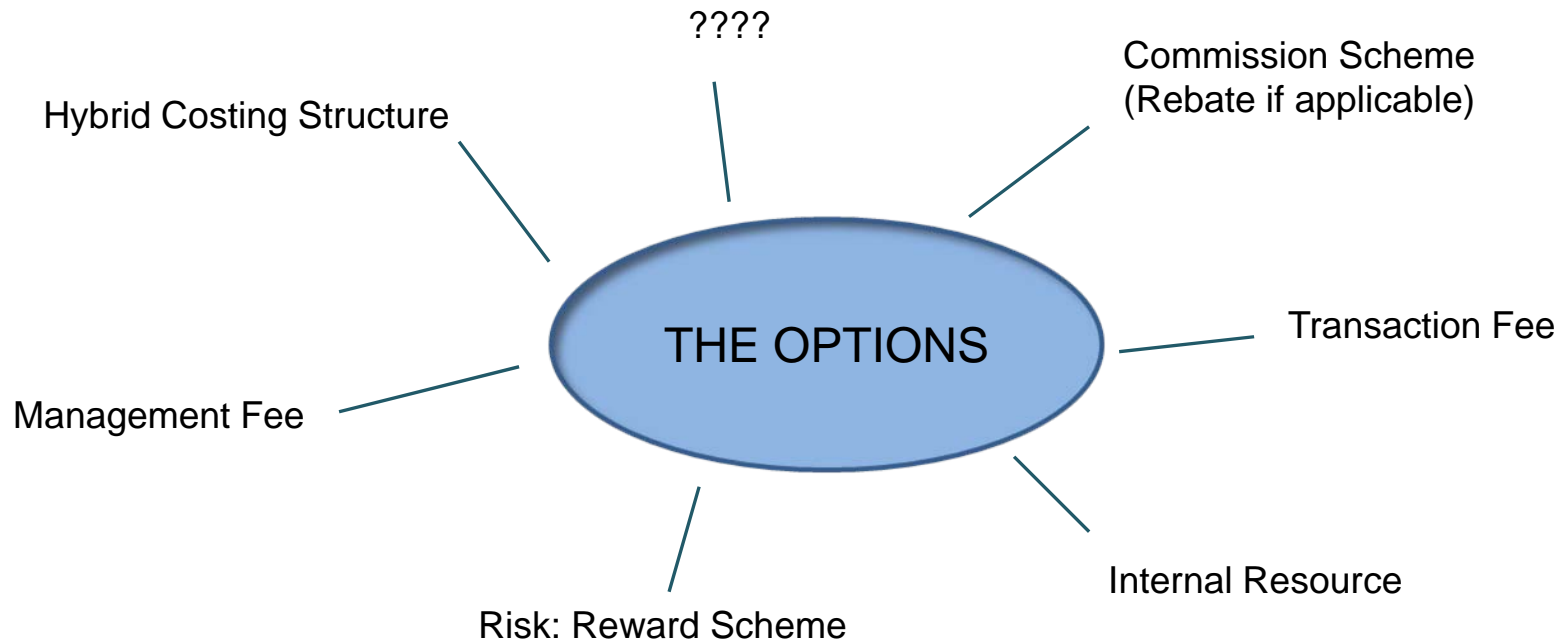 ????
Commission Scheme
(Rebate if applicable)
Hybrid Costing Structure
THE OPTIONS
Transaction Fee
Management Fee
Internal Resource
Risk: Reward Scheme